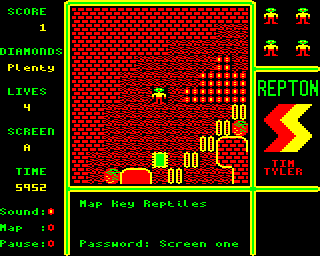 SCORE
1
DIAMONDS
Plenty
LIVES
4
SCREEN
A
TIME
5952
Sound:
Map :
Pause:
Map Key Reptiles
Password: Screen one
REPTON
TIM
TYLER